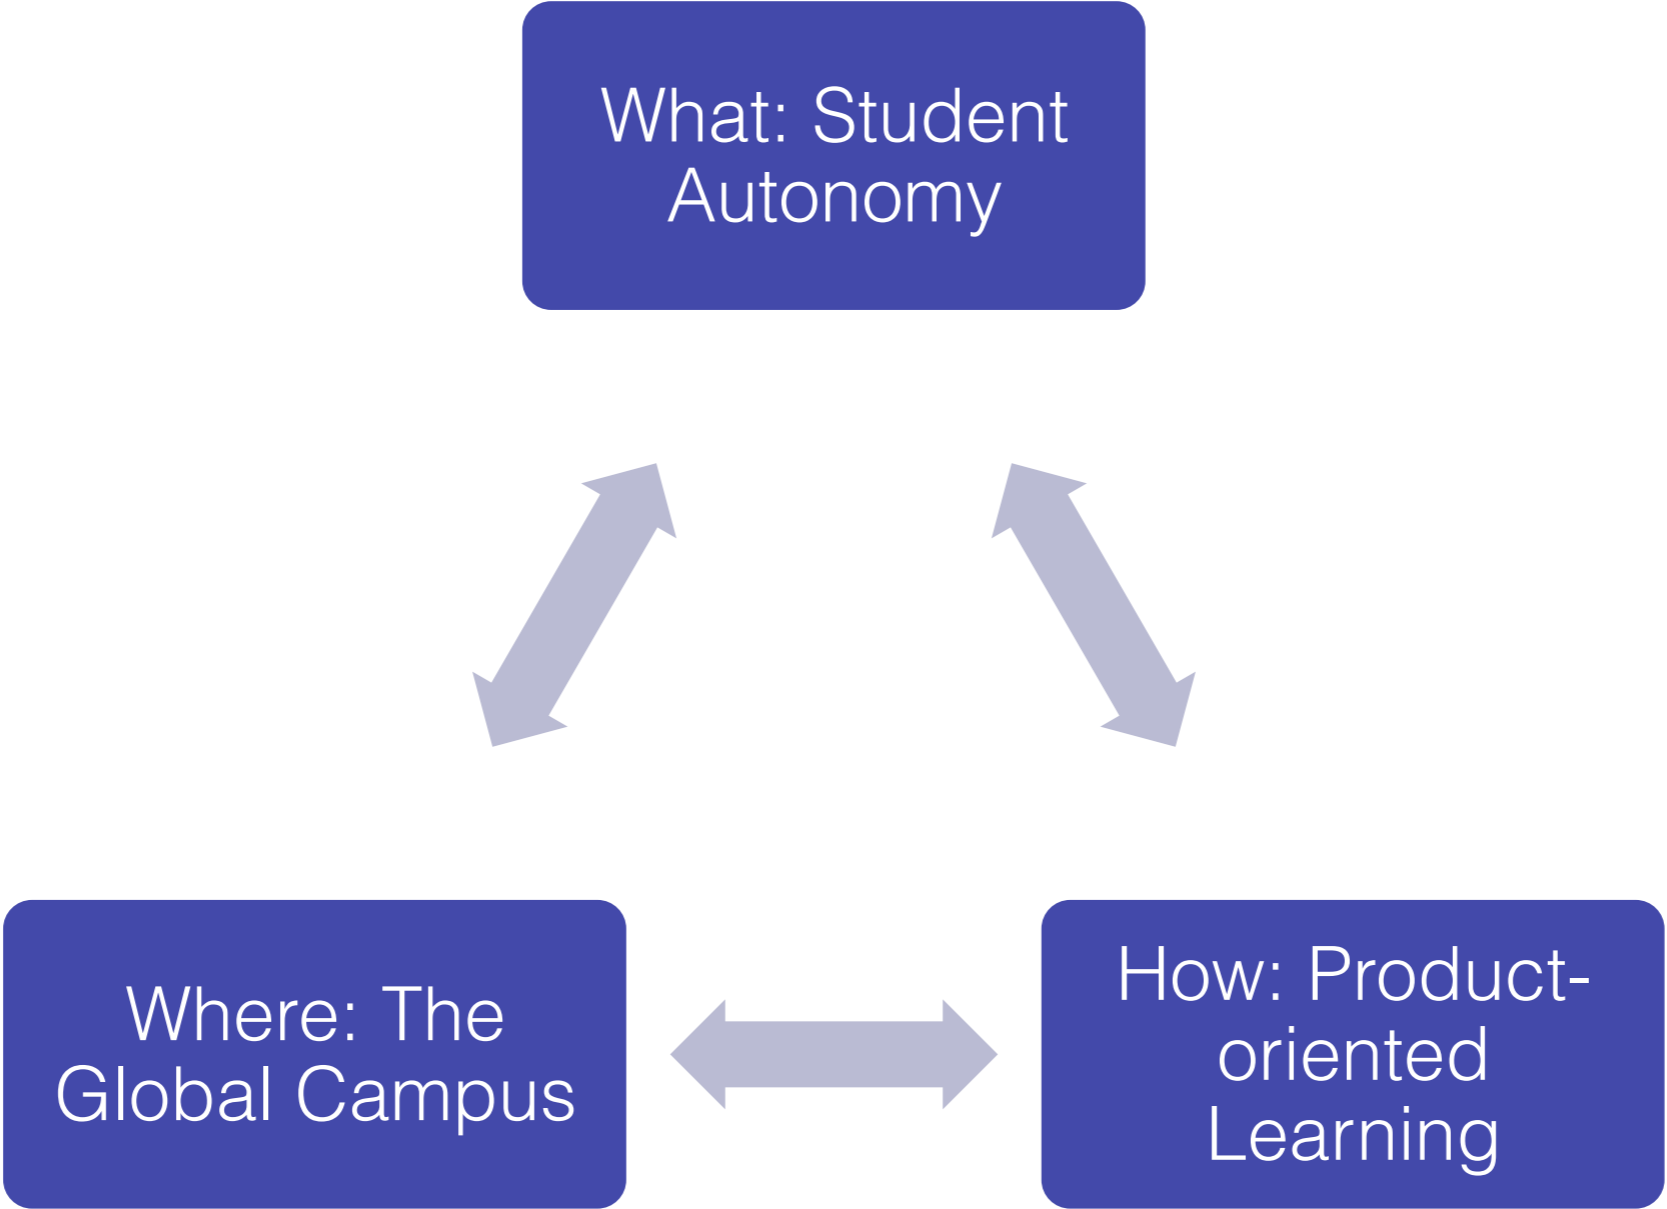 What: Student
Autonomy
Where: The
Global Campus
How: Product-
oriented
Learning